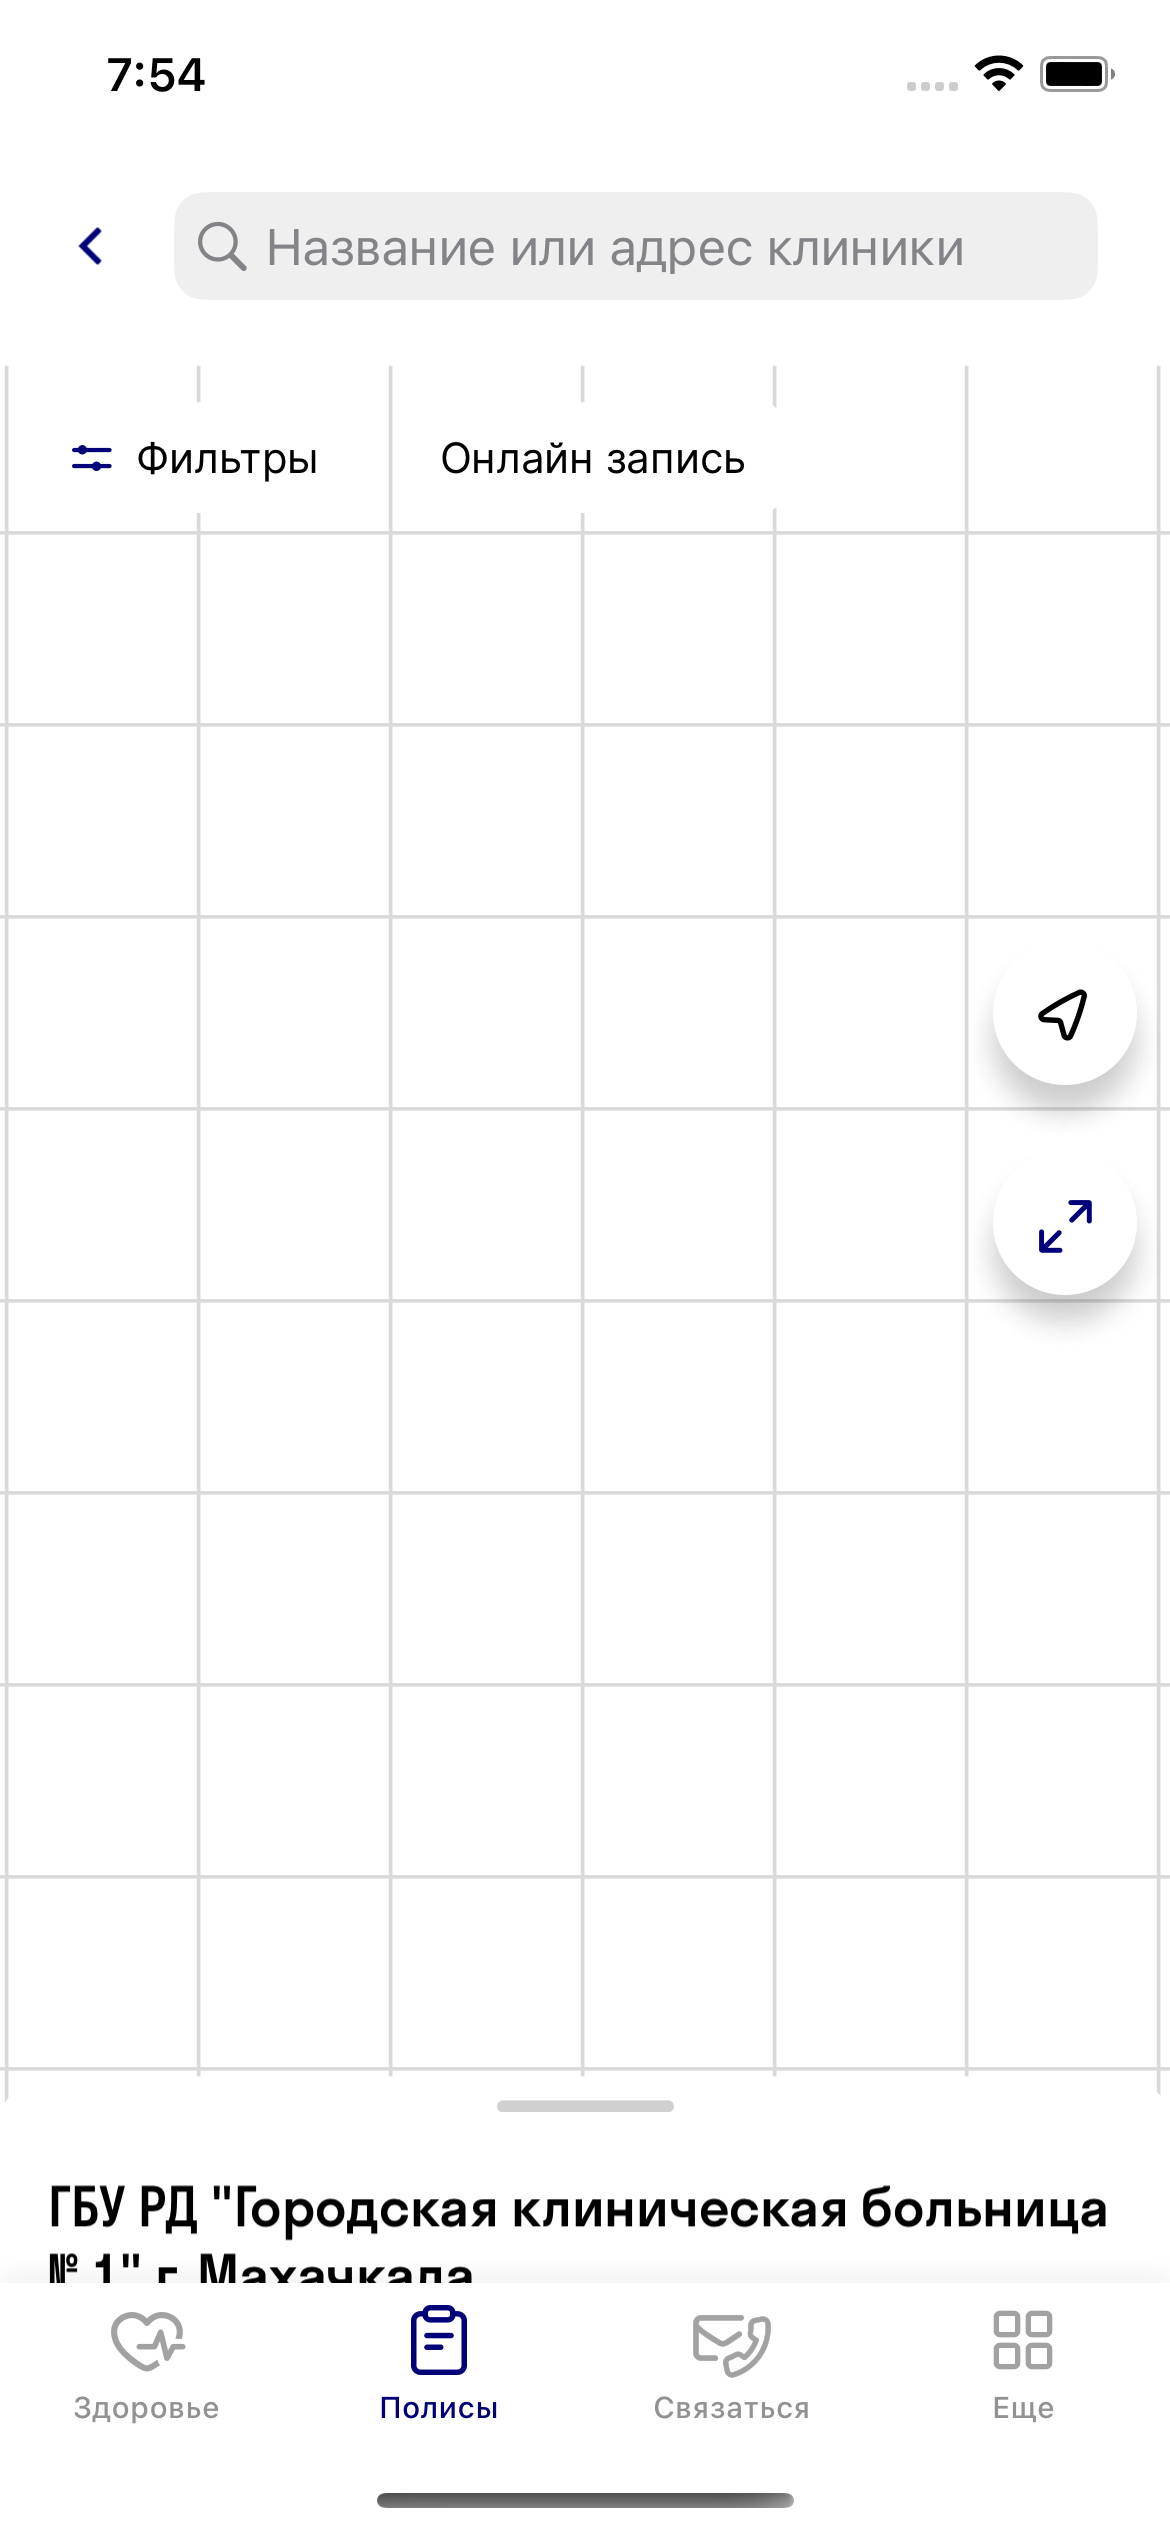 7:54
Название или адрес клиники
Фильтры
Онлайн запись
ГБУ РД "Городская клиническая больница
№ 1" г. Махачкала
Здоровье
Полисы
Связаться
Еще